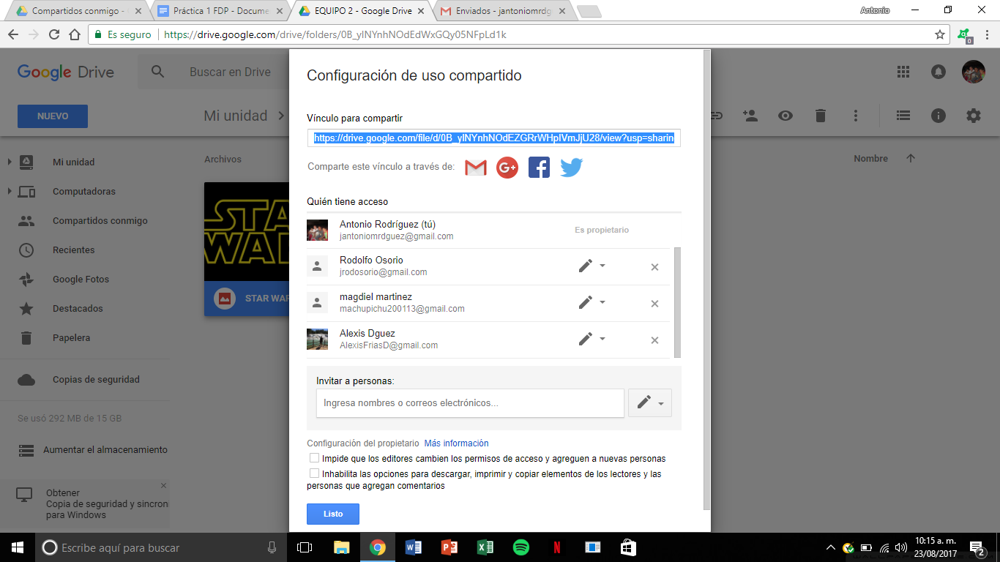 Compartidos conmigo -
Práctica 1 FDP - Docume
EQUIPO 2 - Google Drive
Enviados - jantoniomrdg
Antonio
Es seguro
https://drive.google.com/drive/folders/0B_yINYnhNOdEdWxGQy05NFpLd1k
0
Google Drive
Buscar en Drive
NUEVO
Mi unidad
Mi unidad
Computadoras
Compartidos conmigo
Recientes
Google Fotos
Destacados
Papelera
Copias de seguridad
Se usó 292 MB de 15 GB
Aumentar el almacenamiento
Obtener
Copia de seguridad y sincroni
para Windows
Archivos
Nombre
STAR
WAR
STAR WAR
Configuración de uso compartido
Vínculo para compartir
https://drive.google.com/file/d/0B_yINYnhNOdEZGRrWHpIVmJjU28/view?usp=sharin
Comparte este vínculo a través de:
Quién tiene acceso
Antonio Rodríguez (tú)
jantoniomrdguez@gmail.com
Es propietario
Rodolfo Osorio
jrodosorio@gmail.com
magdiel martinez
machupichu200113@gmail.com
Alexis Dguez
AlexisFriasD@gmail.com
Invitar a personas:
Ingresa nombres o correos electrónicos...
Configuración del propietario Más información
Impide que los editores cambien los permisos de acceso y agreguen a nuevas personas
Inhabilita las opciones para descargar, imprimir y copiar elementos de los lectores y las
personas que agregan comentarios
Listo
Escribe aquí para buscar
10:15 a. m.
23/08/2017
2